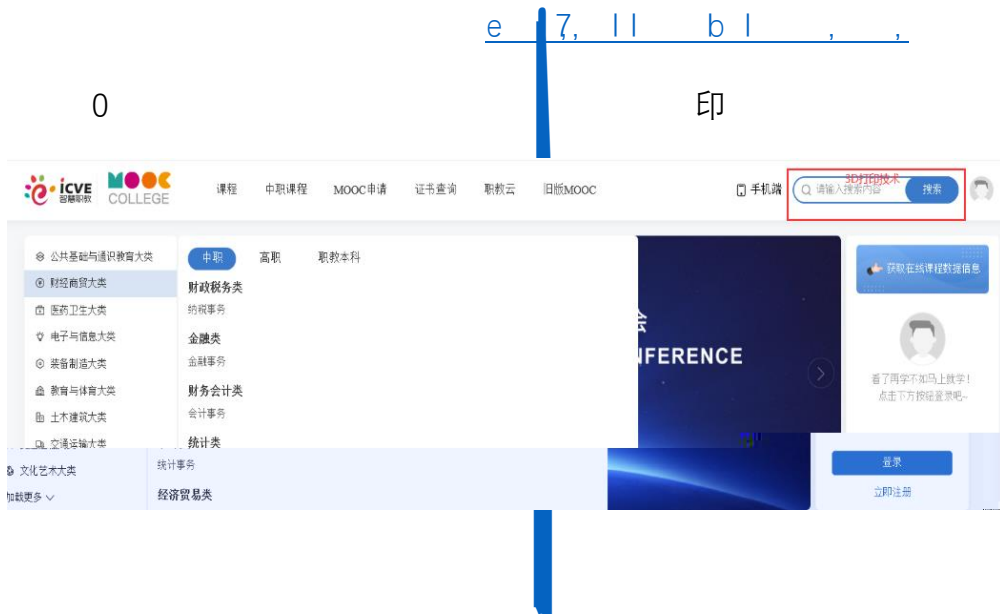 e 7, ll b l , ,
0 印
icve 智慧职教 MOOC COLLEGE 课程 中职课程 MOOC申请 证书查询 职教云 旧版MOOC 手机端 请输入搜索内容 3D打印技术 搜索
公共基础与通识教育大类 中职 高职 职教本科
获取在线课程数据信息
财经商贸大类 财政税务类
医药卫生大类 纳税事务
电子与信息大类 金融类
装备制造大类 金融事务
NFERENCE
教育与体育大类 财务会计类
看了再学不如马上就学!
点击下方按钮登录吧~
土木建筑大类 会计事务
交通运输大类 统计类
文化艺术大类 统计事务
登录
加载更多 经济贸易类
立即注册